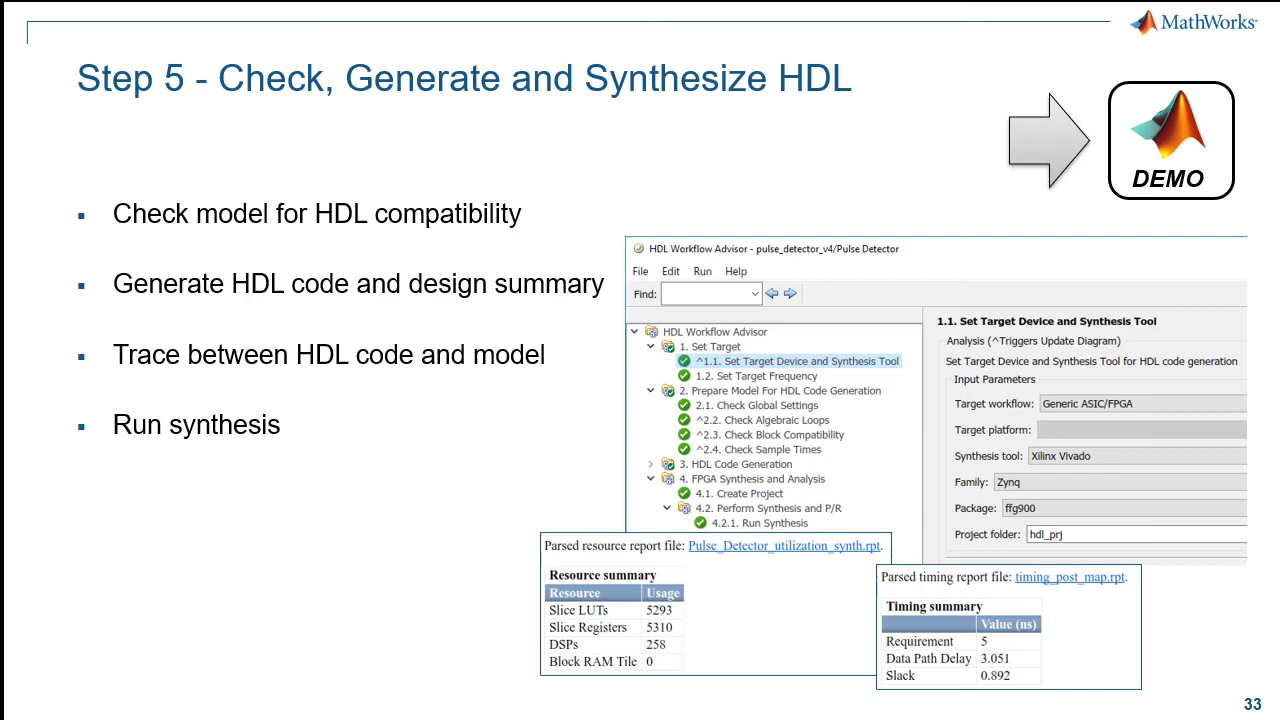 MathWorks®
Step 5 - Check, Generate and Synthesize HDL
DEMO
▪ Check model for HDL compatibility
▪ Generate HDL code and design summary
▪ Trace between HDL code and model
▪ Run synthesis
HDL Workflow Advisor - pulse_detector_v4/Pulse Detector
File Edit Run Help
Find:
HDL Workflow Advisor
1. Set Target
^1.1. Set Target Device and Synthesis Tool
1.2. Set Target Frequency
2. Prepare Model For HDL Code Generation
2.1. Check Global Settings
^2.2. Check Algebraic Loops
^2.3. Check Block Compatibility
^2.4. Check Sample Times
3. HDL Code Generation
4. FPGA Synthesis and Analysis
4.1. Create Project
4.2. Perform Synthesis and P/R
4.2.1. Run Synthesis
1.1. Set Target Device and Synthesis Tool
Analysis (^Triggers Update Diagram)
Set Target Device and Synthesis Tool for HDL code generation
Input Parameters
Target workflow: Generic ASIC/FPGA
Target platform:
Synthesis tool: Xilinx Vivado
Family: Zynq
Package: ffg900
Project folder: hdl_prj
Parsed resource report file: Pulse_Detector_utilization_synth.rpt.
Resource summary
Resource Usage
Slice LUTs 5293
Slice Registers 5310
DSPs 258
Block RAM Tile 0
Parsed timing report file: timing_post_map.rpt.
Timing summary
Value (ns)
Requirement 5
Data Path Delay 3.051
Slack 0.892
33